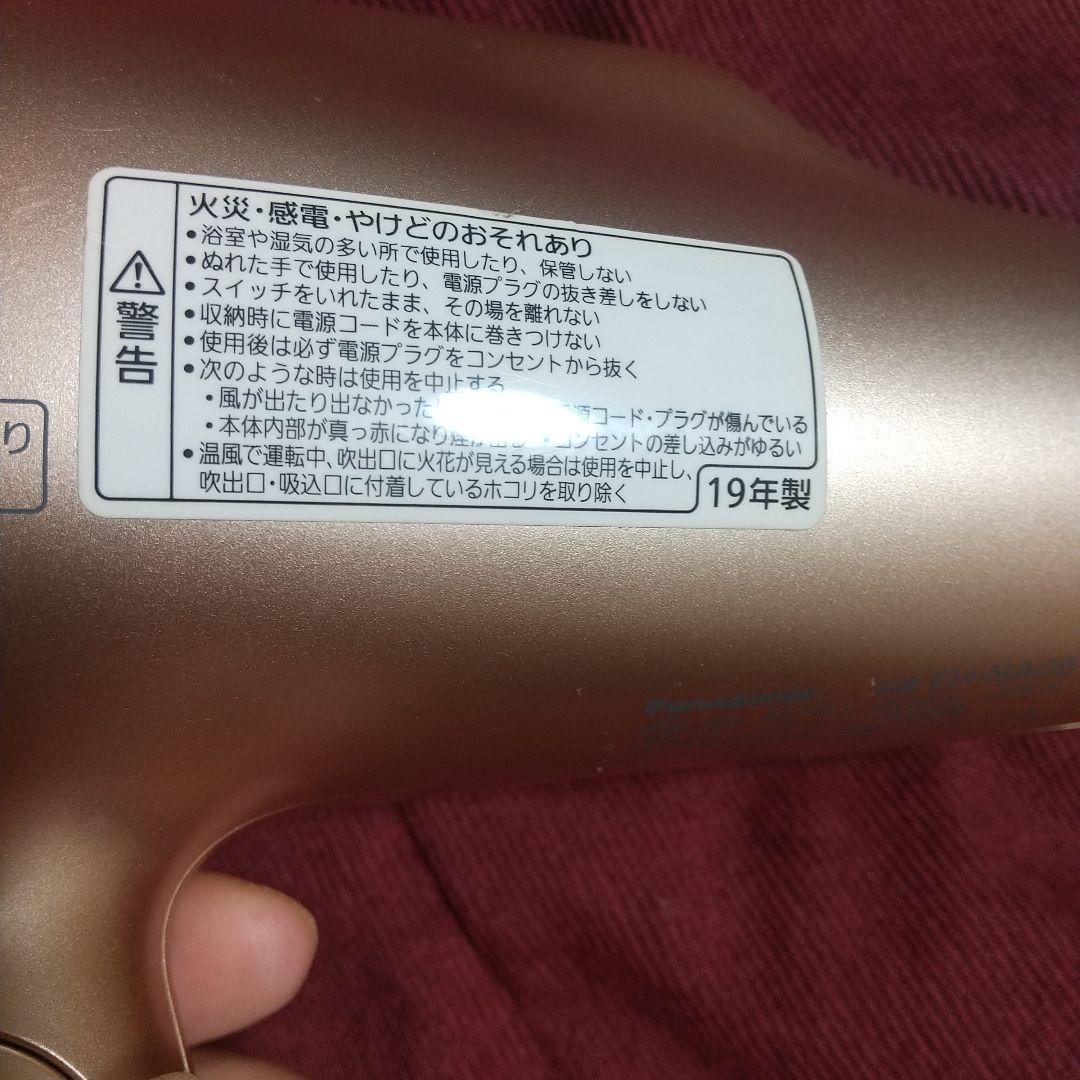 火災・感電・やけどのおそれあり
•浴室や湿気の多い所で使用したり、保管しない
•ぬれた手で使用したり、電源プラグの抜き差しをしない
•スイッチをいれたまま、その場を離れない
•収納時に電源コードを本体に巻きつけない
•使用後は必ず電源プラグをコンセントから抜く
•次のような時は使用を中止する
・風が出たり出なかった 源コード・プラグが傷んでいる
・本体内部が真っ赤になり煙が出る ・コンセントの差し込みがゆるい
•温風で運転中、吹出口に火花が見える場合は使用を中止し、
吹出口・吸込口に付着しているホコリを取り除く
警告
19年製
り
Panasonic